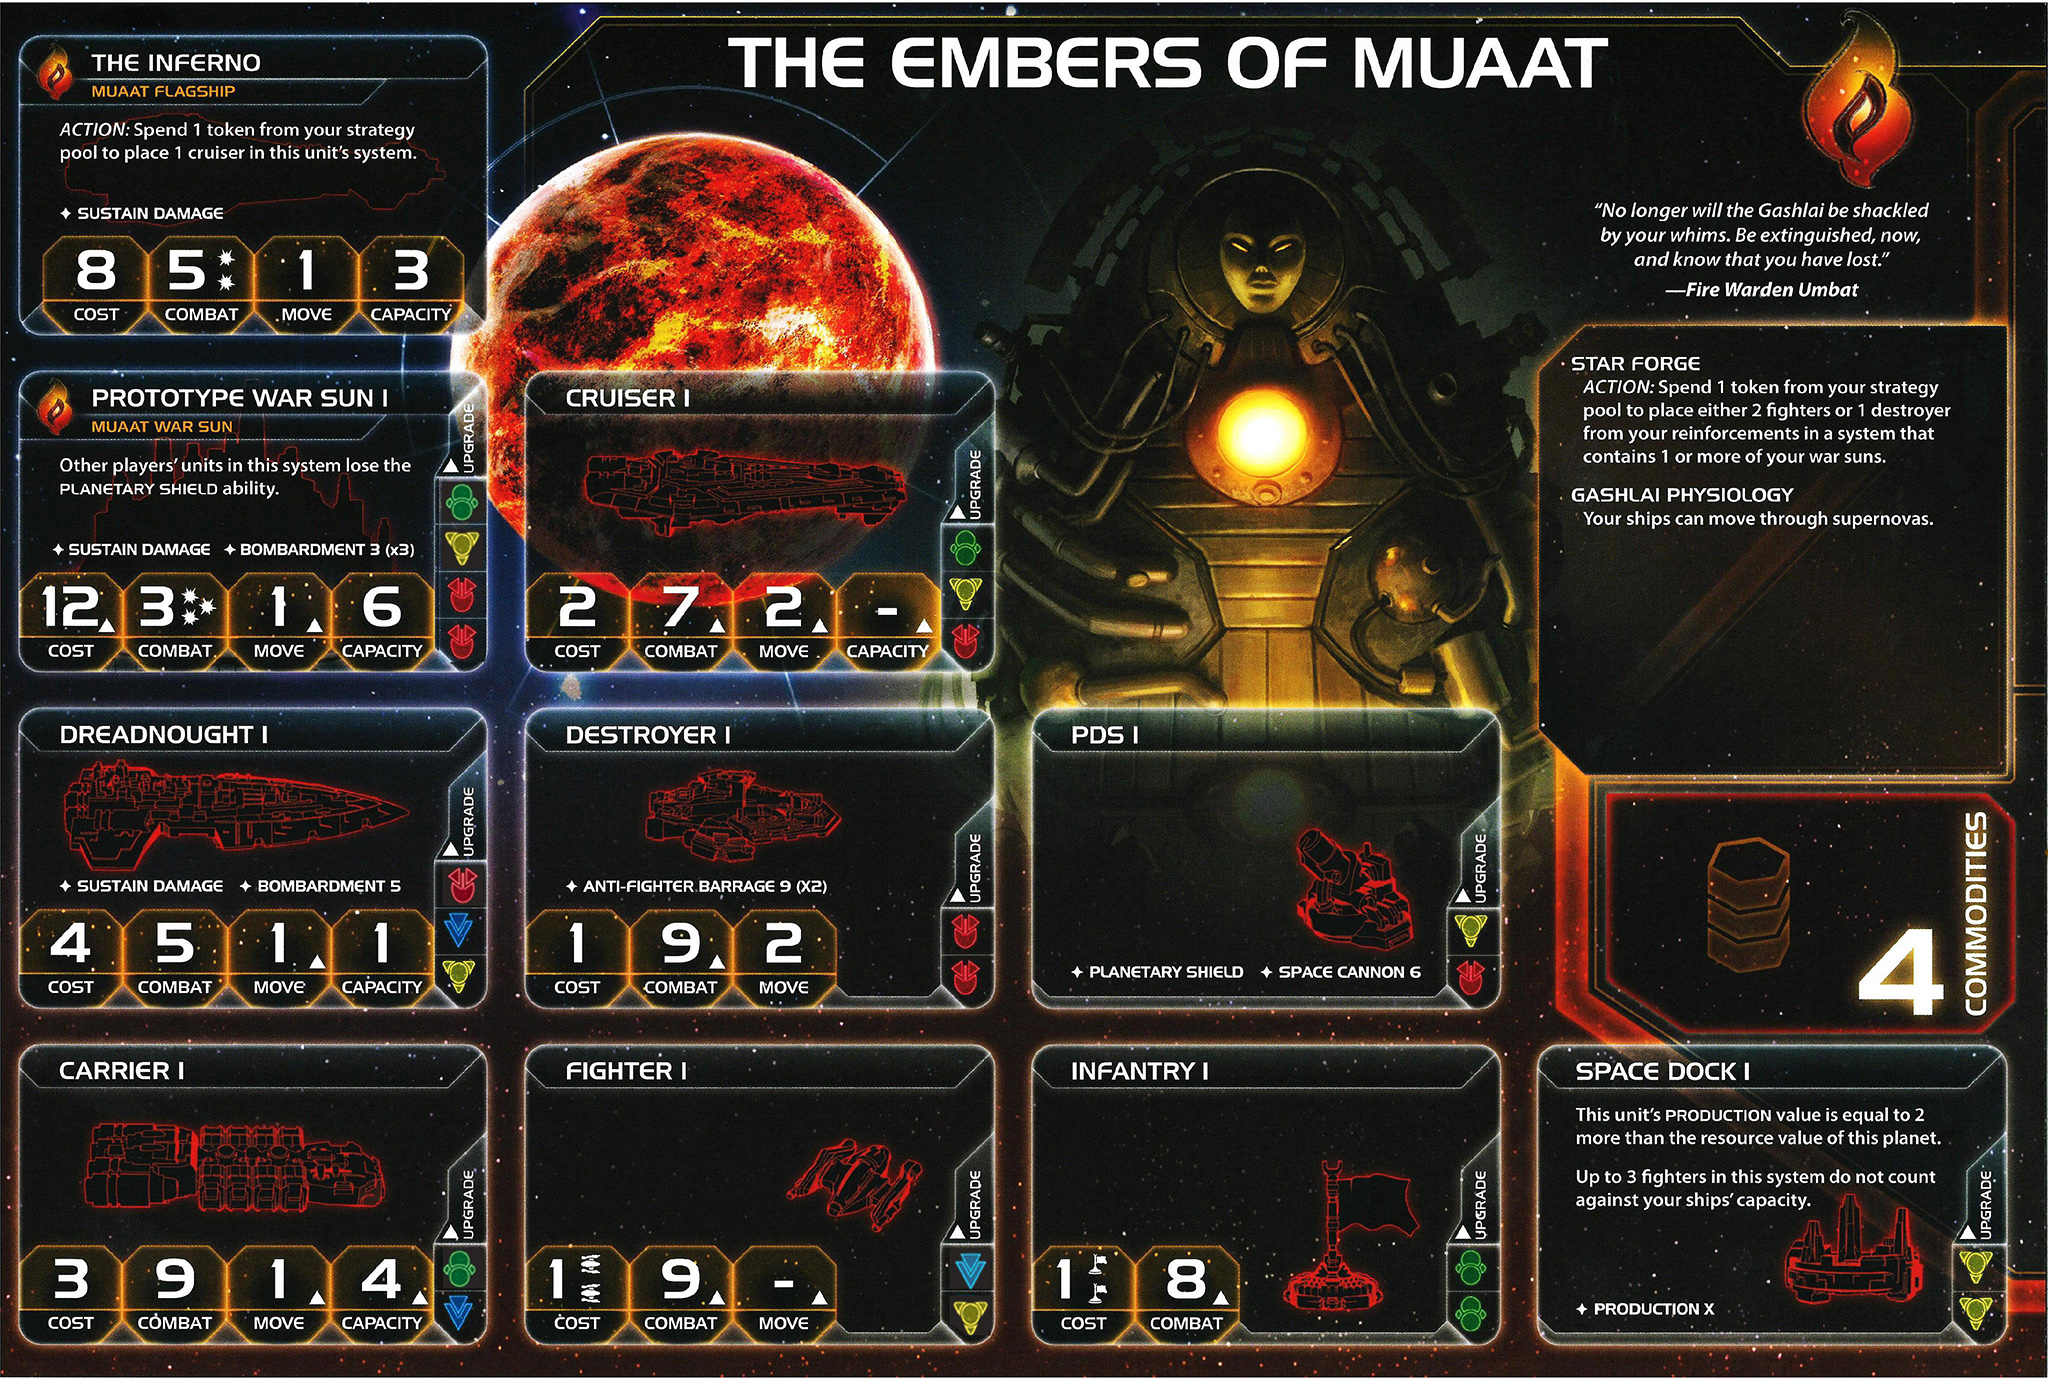 THE EMBERS OF MUAAT
THE INFERNO
MUAAT FLAGSHIP
ACTION: Spend 1 token from your strategy
pool to place 1 cruiser in this unit's system.
✦ SUSTAIN DAMAGE
8 5 1 3
COST COMBAT MOVE CAPACITY
“No longer will the Gashlai be shackled
by your whims. Be extinguished, now,
and know that you have lost.”
—Fire Warden Umbat
STAR FORGE
ACTION: Spend 1 token from your strategy
pool to place either 2 fighters or 1 destroyer
from your reinforcements in a system that
contains 1 or more of your war suns.
GASHLAI PHYSIOLOGY
Your ships can move through supernovas.
PROTOTYPE WAR SUN I
MUAAT WAR SUN
Other players' units in this system lose the
PLANETARY SHIELD ability.
✦ SUSTAIN DAMAGE ✦ BOMBARDMENT 3 (x3)
12 3 1 6
COST COMBAT MOVE CAPACITY
UPGRADE
CRUISER I
2 7 2 -
COST COMBAT MOVE CAPACITY
UPGRADE
DREADNOUGHT I
✦ SUSTAIN DAMAGE ✦ BOMBARDMENT 5
4 5 1 1
COST COMBAT MOVE CAPACITY
UPGRADE
DESTROYER I
✦ ANTI-FIGHTER BARRAGE 9 (X2)
1 9 2
COST COMBAT MOVE
UPGRADE
PDS I
✦ PLANETARY SHIELD ✦ SPACE CANNON 6
UPGRADE
4
COMMODITIES
CARRIER I
3 9 1 4
COST COMBAT MOVE CAPACITY
UPGRADE
FIGHTER I
1 9 -
COST COMBAT MOVE
UPGRADE
INFANTRY I
1 8
COST COMBAT
UPGRADE
SPACE DOCK I
This unit's PRODUCTION value is equal to 2
more than the resource value of this planet.
Up to 3 fighters in this system do not count
against your ships' capacity.
✦ PRODUCTION X
UPGRADE